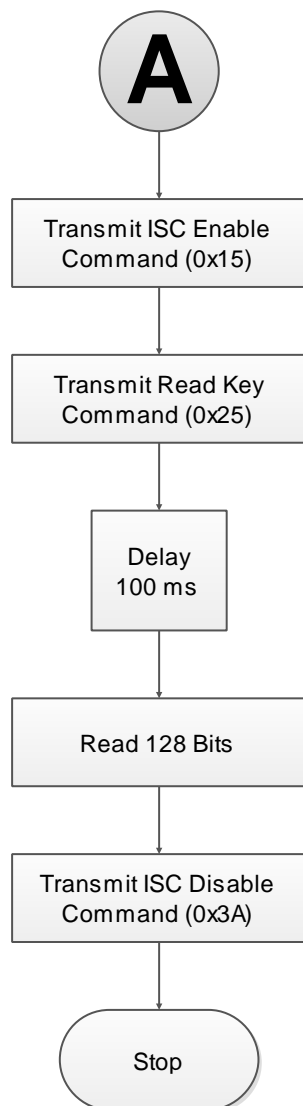 A
Transmit ISC Enable
Command (0x15)
Transmit Read Key
Command (0x25)
Delay
100 ms
Read 128 Bits
Transmit ISC Disable
Command (0x3A)
Stop